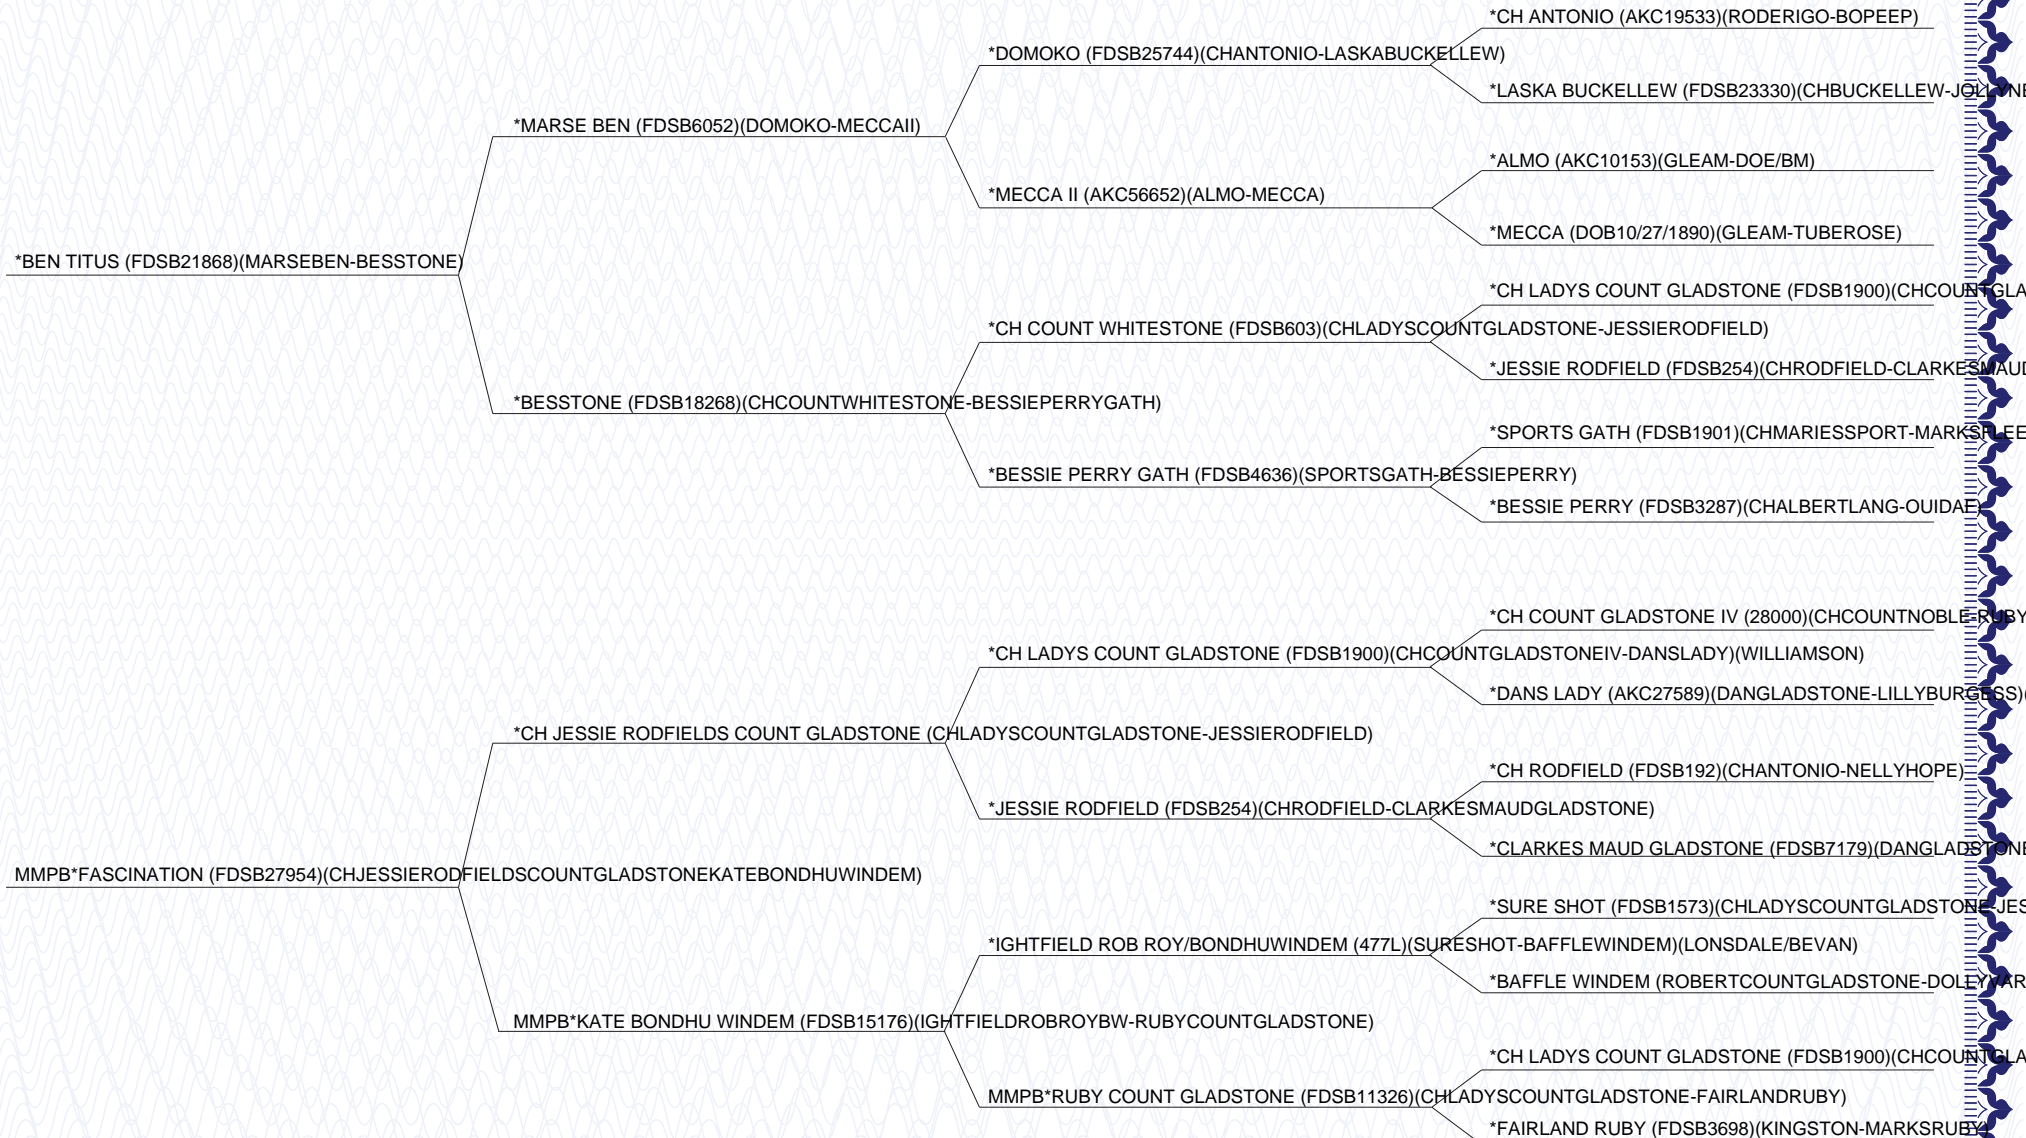 *CH ANTONIO (AKC19533)(RODERIGO-BOPEEP)
*DOMOKO (FDSB25744)(CHANTONIO-LASKABUCKELLEW)
*LASKA BUCKELLEW (FDSB23330)(CHBUCKELLEW-JOLLYNE
*MARSE BEN (FDSB6052)(DOMOKO-MECCAII)
*ALMO (AKC10153)(GLEAM-DOE/BM)
*MECCA II (AKC56652)(ALMO-MECCA)
*MECCA (DOB10/27/1890)(GLEAM-TUBEROSE)
*BEN TITUS (FDSB21868)(MARSEBEN-BESSTONE)
*CH LADYS COUNT GLADSTONE (FDSB1900)(CHCOUNTGLA
*CH COUNT WHITESTONE (FDSB603)(CHLADYSCOUNTGLADSTONE-JESSIERODFIELD)
*JESSIE RODFIELD (FDSB254)(CHRODFIELD-CLARKESMAUD
*BESSTONE (FDSB18268)(CHCOUNTWHITESTONE-BESSIEPERRYGATH)
*SPORTS GATH (FDSB1901)(CHMARIESSPORT-MARKSFLEE
*BESSIE PERRY GATH (FDSB4636)(SPORTSGATH-BESSIEPERRY)
*BESSIE PERRY (FDSB3287)(CHALBERTLANG-OUIDAF)
*CH COUNT GLADSTONE IV (28000)(CHCOUNTNOBLE-RUBY
*CH LADYS COUNT GLADSTONE (FDSB1900)(CHCOUNTGLADSTONEIV-DANSLADY)(WILLIAMSON)
*DANS LADY (AKC27589)(DANGLADSTONE-LILLYBURGESS)(
*CH JESSIE RODFIELDS COUNT GLADSTONE (CHLADYSCOUNTGLADSTONE-JESSIERODFIELD)
*CH RODFIELD (FDSB192)(CHANTONIO-NELLYHOPE)
*JESSIE RODFIELD (FDSB254)(CHRODFIELD-CLARKESMAUDGLADSTONE)
*CLARKES MAUD GLADSTONE (FDSB7179)(DANGLADSTONE
MMPB*FASCINATION (FDSB27954)(CHJESSIERODFIELDSCOUNTGLADSTONEKATEBONDHUWINDEM)
*SURE SHOT (FDSB1573)(CHLADYSCOUNTGLADSTONE-JES
*IGHTFIELD ROB ROY/BONDHUWINDEM (477L)(SURESHOT-BAFFLEWINDEM)(LONSDALE/BEVAN)
*BAFFLE WINDEM (ROBERTCOUNTGLADSTONE-DOLLYVAR
MMPB*KATE BONDHU WINDEM (FDSB15176)(IGHTFIELDROBROYBW-RUBYCOUNTGLADSTONE)
*CH LADYS COUNT GLADSTONE (FDSB1900)(CHCOUNTGLA
MMPB*RUBY COUNT GLADSTONE (FDSB11326)(CHLADYSCOUNTGLADSTONE-FAIRLANDRUBY)
*FAIRLAND RUBY (FDSB3698)(KINGSTON-MARKSRUBY)